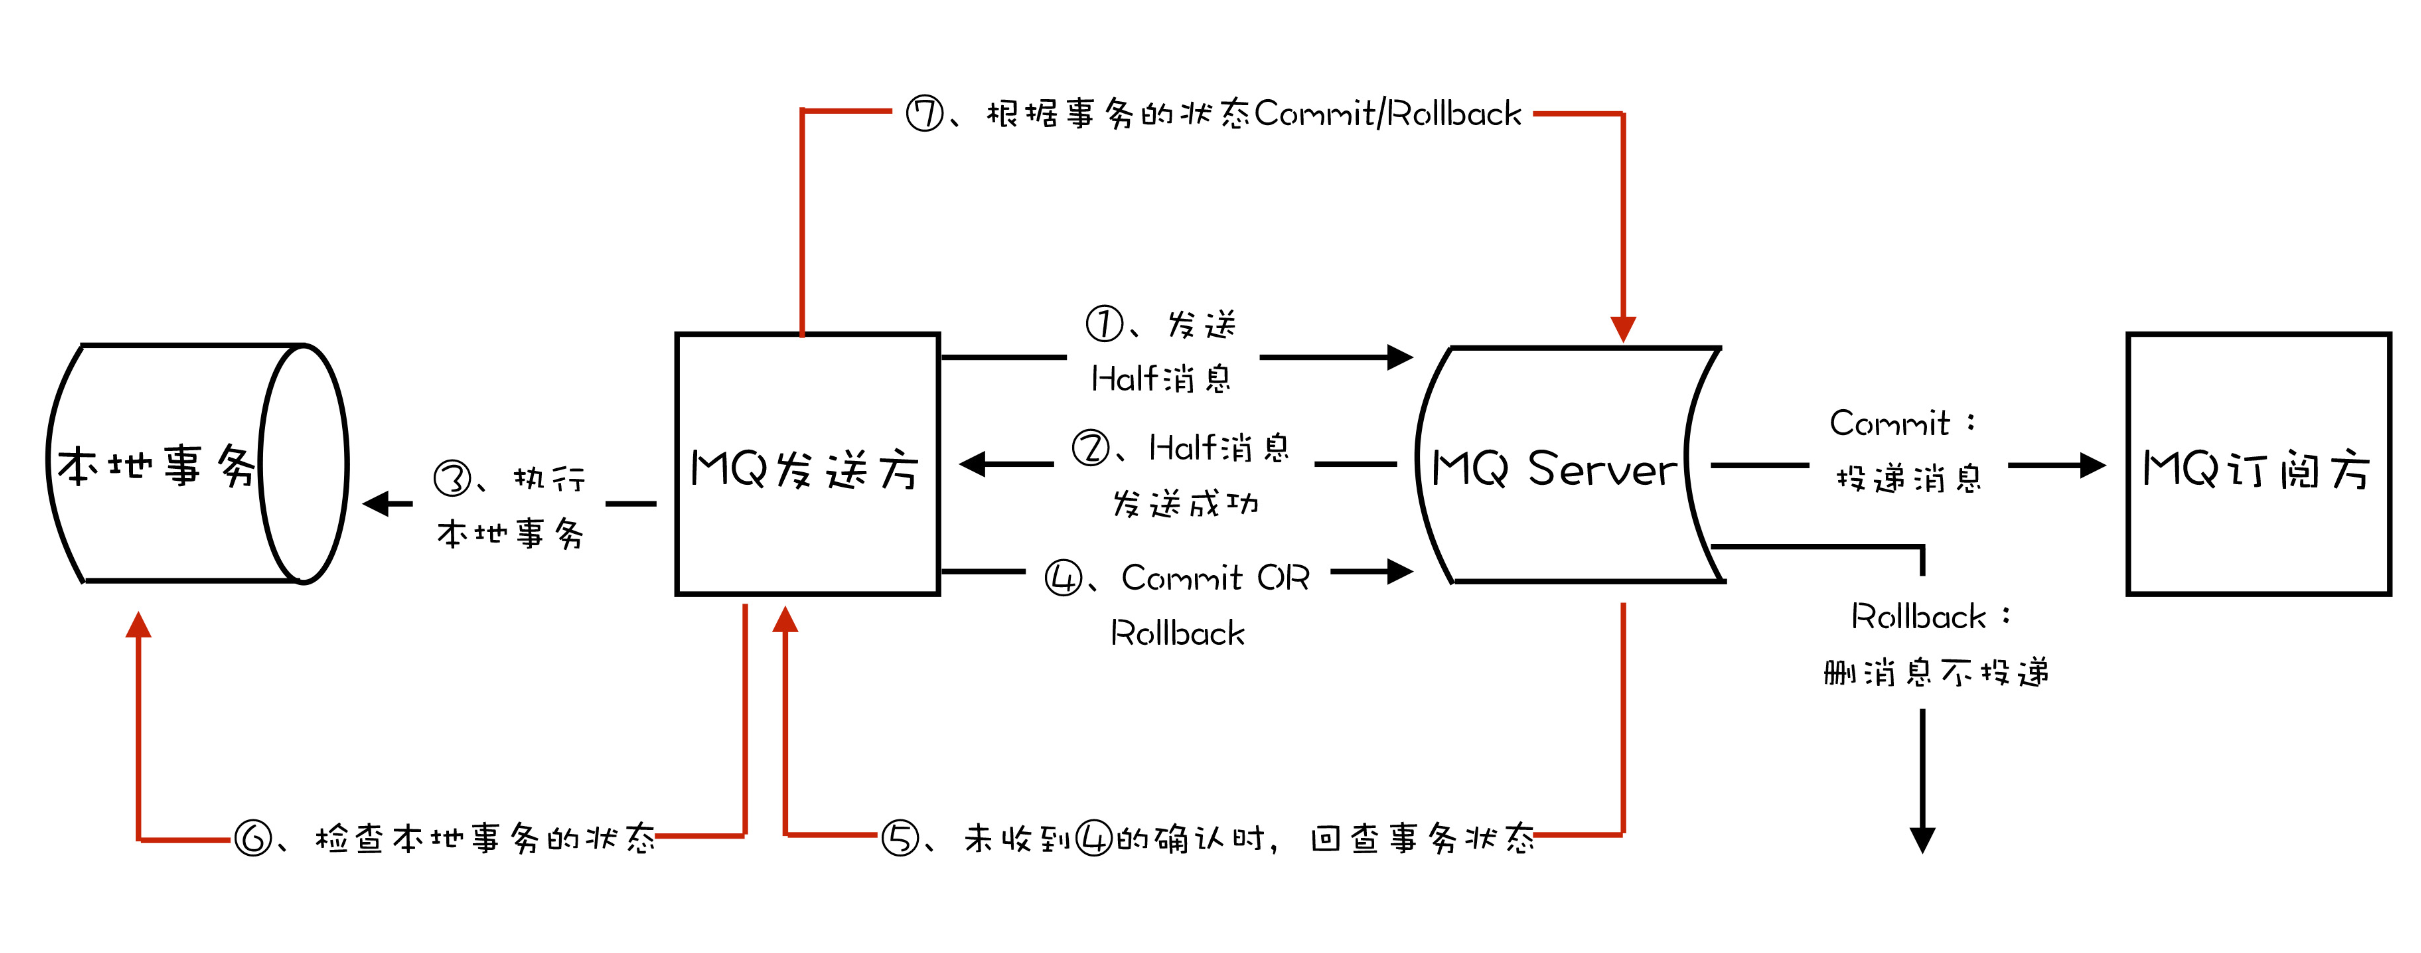 ⑦、根据事务的状态Commit/Rollback
①、发送
Half消息
②、Half消息
发送成功
④、Commit OR
Rollback
本地事务
③、执行
本地事务
MQ发送方
MQ Server
Commit：
投递消息
MQ订阅方
Rollback：
删消息不投递
⑥、检查本地事务的状态
⑤、未收到④的确认时，回查事务状态